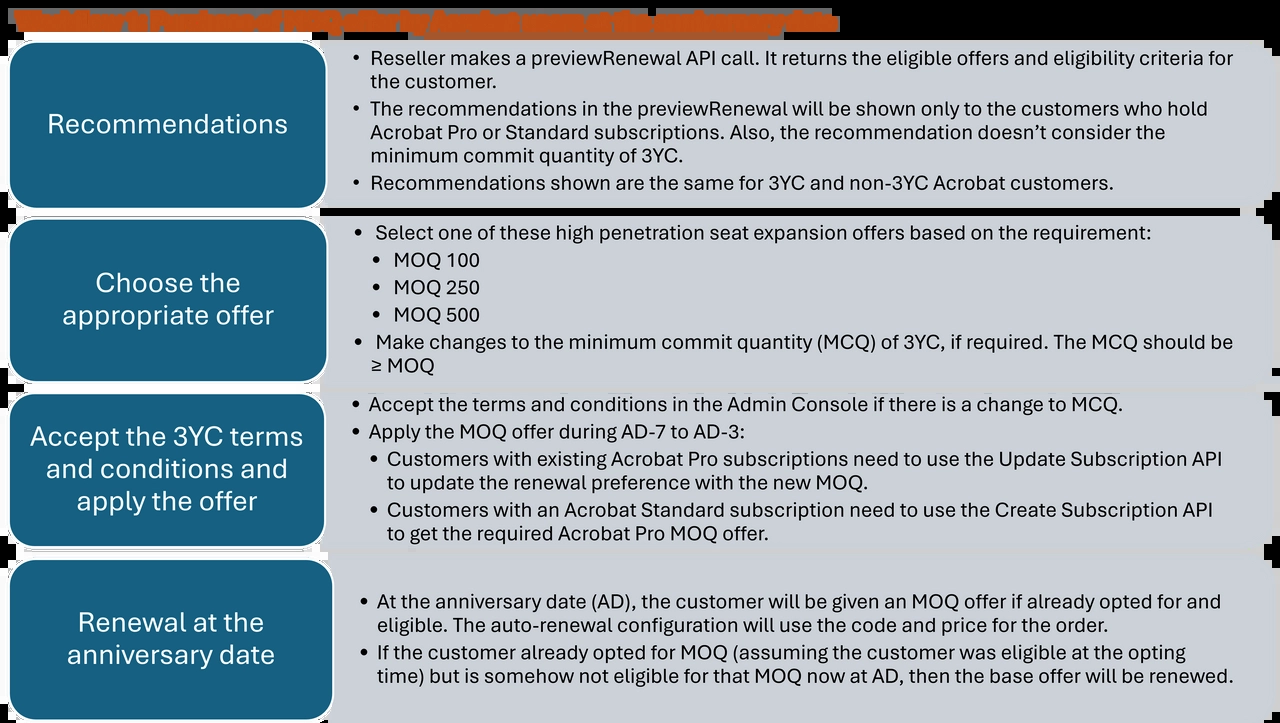 Purchase of MOQ offer by Acrobat users at the anniversary date
Recommendations
• Reseller makes a previewRenewal API call. It returns the eligible offers and eligibility criteria for
the customer.
• The recommendations in the previewRenewal will be shown only to the customers who hold
Acrobat Pro or Standard subscriptions. Also, the recommendation doesn’t consider the
minimum commit quantity of 3YC.
• Recommendations shown are the same for 3YC and non-3YC Acrobat customers.
Choose the
appropriate offer
• Select one of these high penetration seat expansion offers based on the requirement:
• MOQ 100
• MOQ 250
• MOQ 500
• Make changes to the minimum commit quantity (MCQ) of 3YC, if required. The MCQ should be
≥ MOQ
Accept the 3YC terms
and conditions and
apply the offer
• Accept the terms and conditions in the Admin Console if there is a change to MCQ.
• Apply the MOQ offer during AD-7 to AD-3:
• Customers with existing Acrobat Pro subscriptions need to use the Update Subscription API
to update the renewal preference with the new MOQ.
• Customers with an Acrobat Standard subscription need to use the Create Subscription API
to get the required Acrobat Pro MOQ offer.
Renewal at the
anniversary date
• At the anniversary date (AD), the customer will be given an MOQ offer if already opted for and
eligible. The auto-renewal configuration will use the code and price for the order.
• If the customer already opted for MOQ (assuming the customer was eligible at the opting
time) but is somehow not eligible for that MOQ now at AD, then the base offer will be renewed.